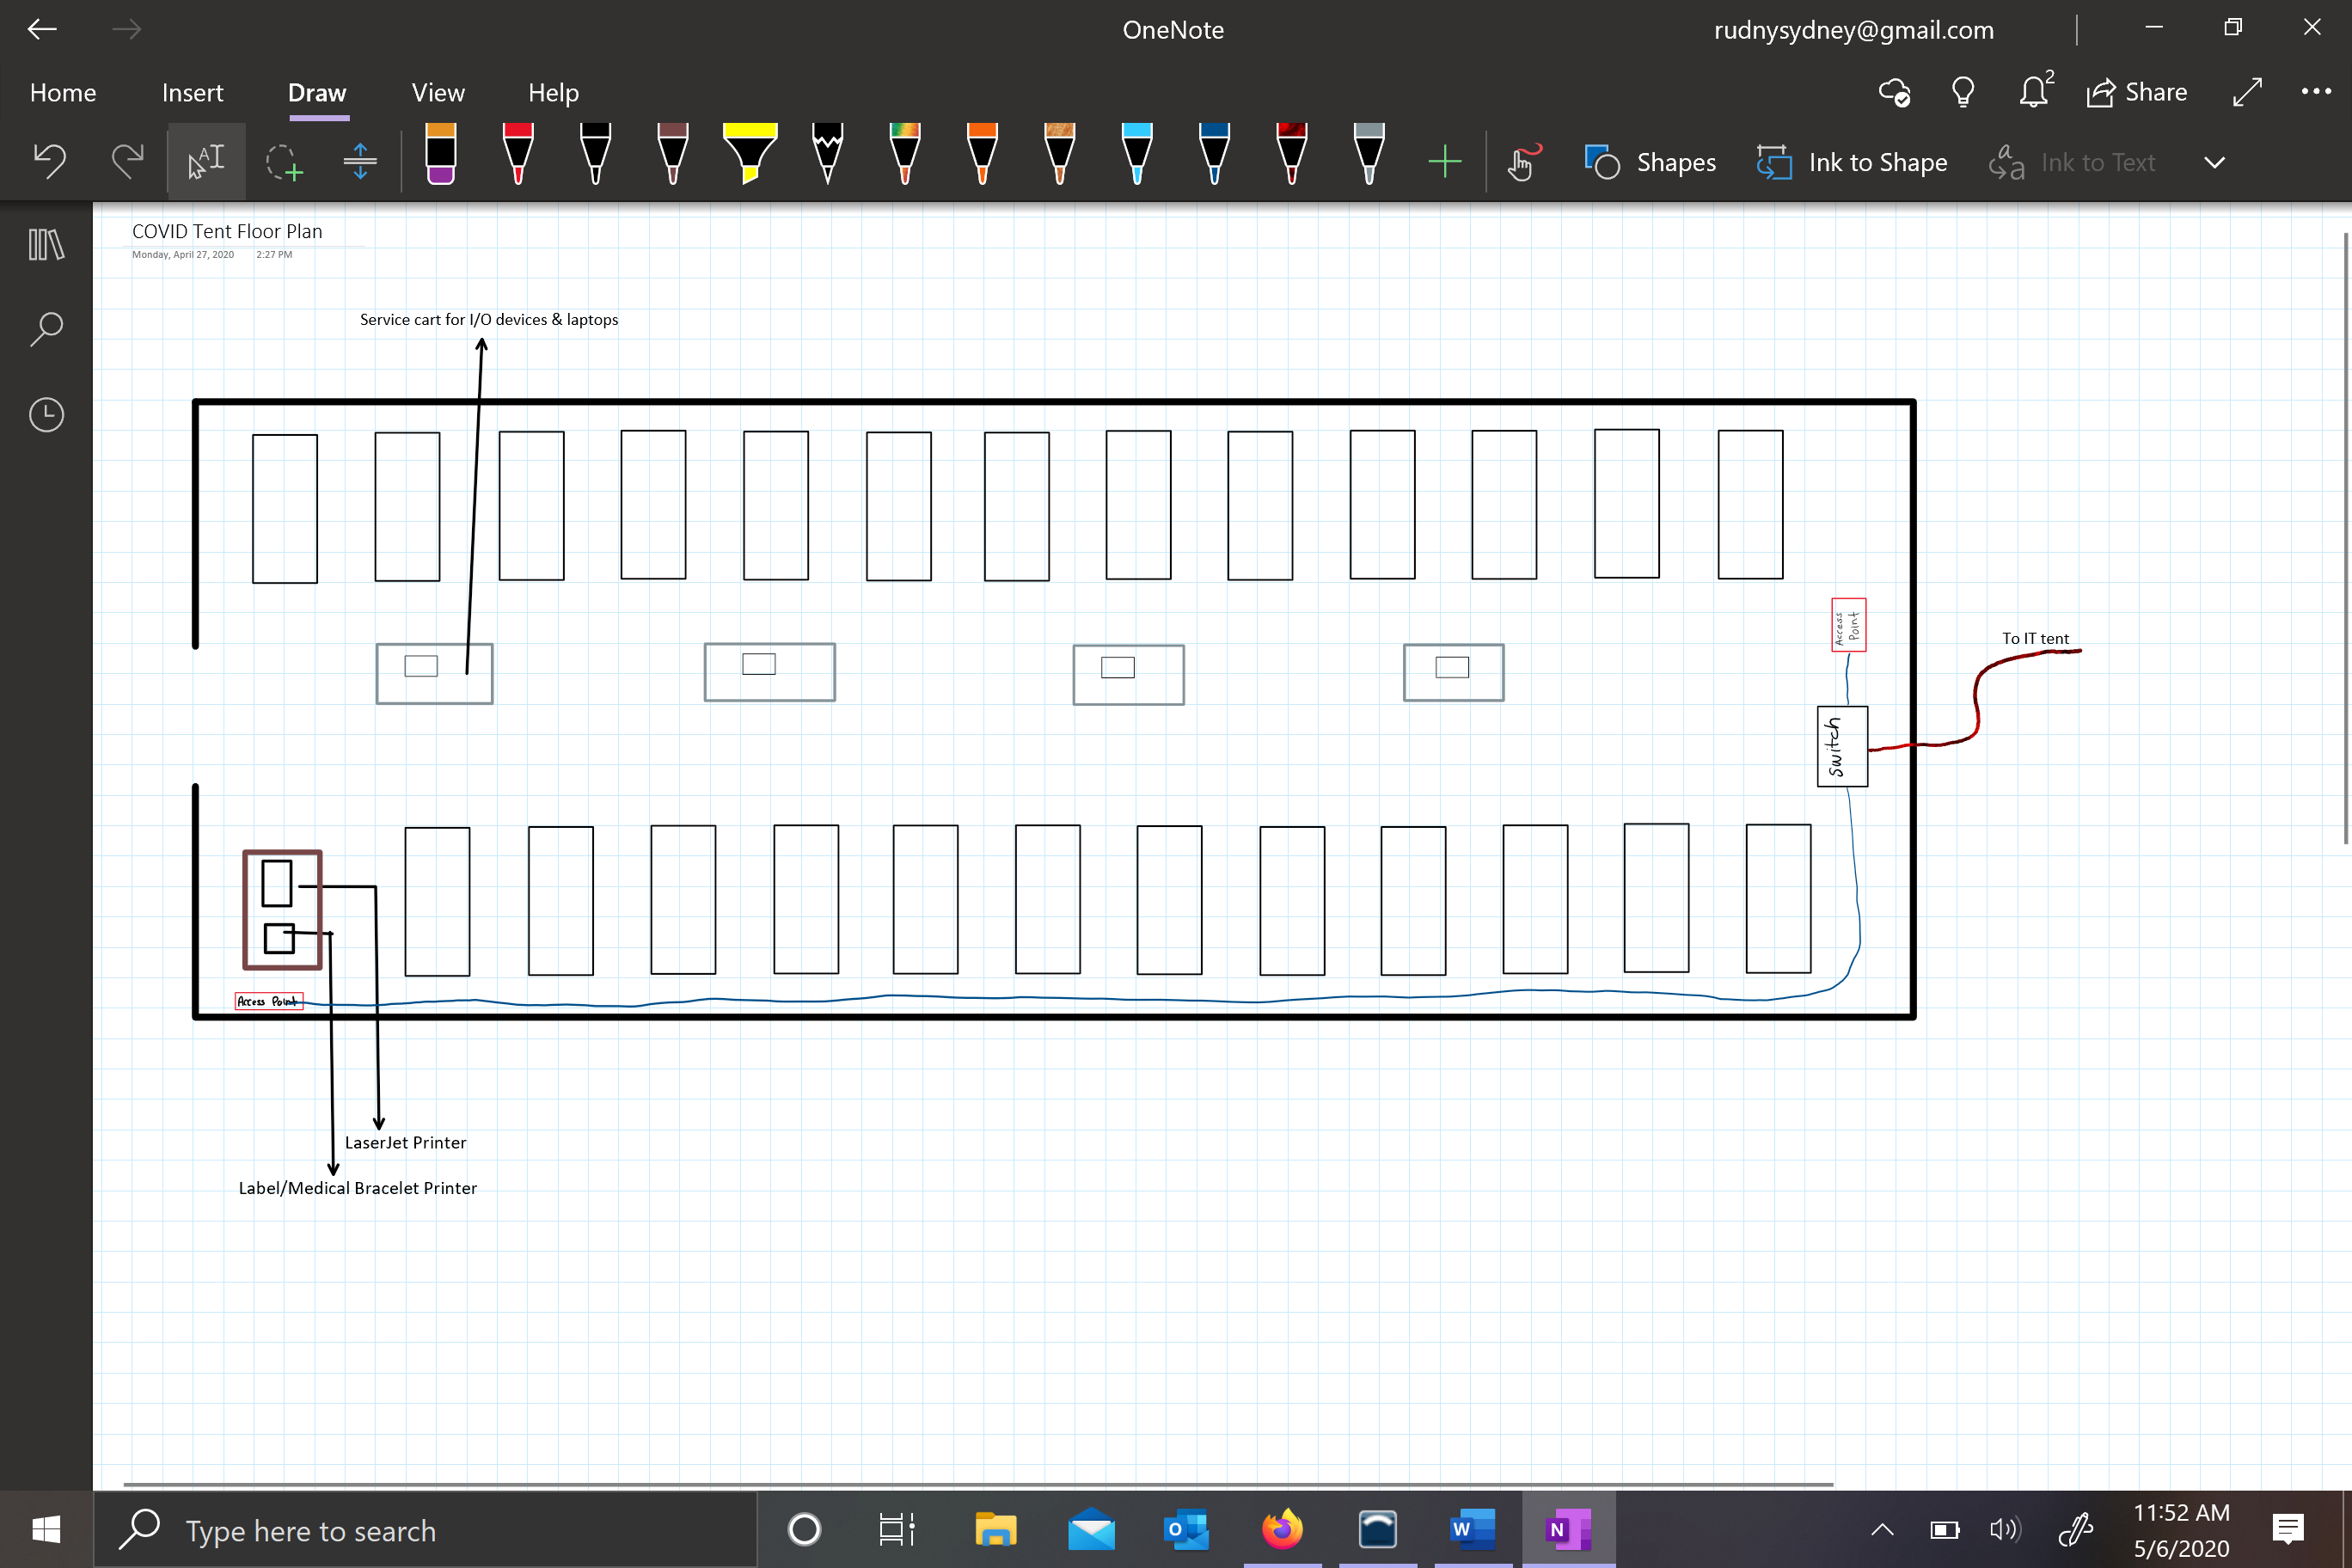 OneNote
rudnysydney@gmail.com
Home Insert Draw View Help
2
Share
A
Shapes
Ink to Shape
a
a
Ink to Text
COVID Tent Floor Plan
Monday, April 27, 2020 2:27 PM
Service cart for I/O devices & laptops
Access
Point
To IT tent
Switch
Access Point
LaserJet Printer
Label/Medical Bracelet Printer
Type here to search
O
W
N
11:52 AM
5/6/2020